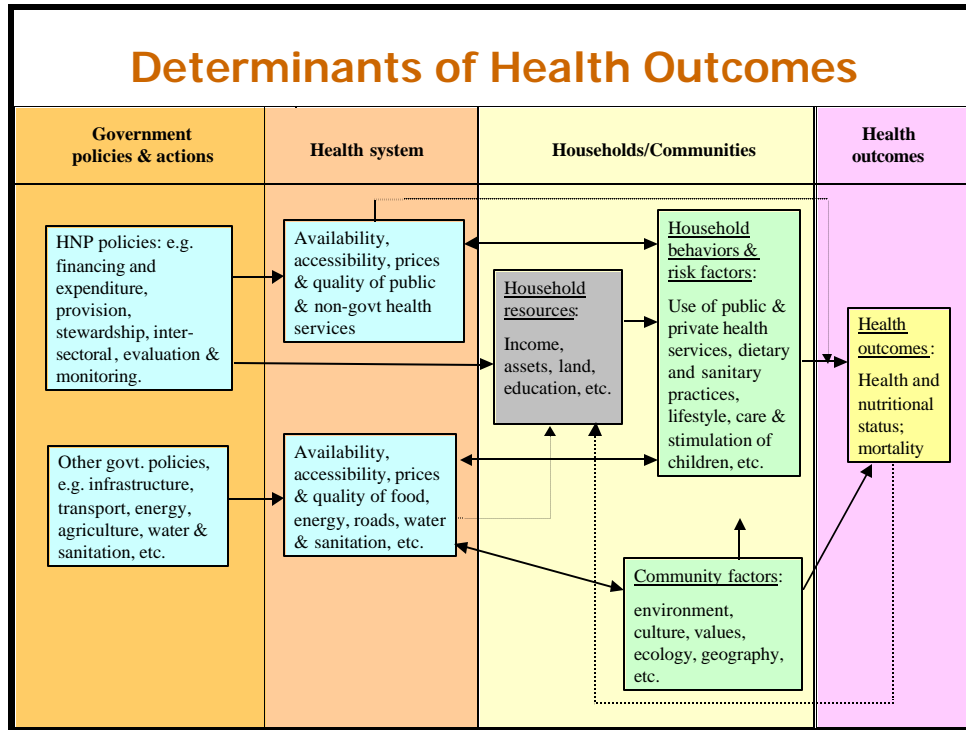 Determinants of Health Outcomes
Government
policies & actions
Health system
Households/Communities
Health
outcomes
HNP policies: e.g.
financing and
expenditure,
provision,
stewardship, inter-
sectoral, evaluation &
monitoring.
Other govt. policies,
e.g. infrastructure,
transport, energy,
agriculture, water &
sanitation, etc.
Availability,
accessibility, prices
& quality of public
& non-govt health
services
Availability,
accessibility, prices
& quality of food,
energy, roads, water
& sanitation, etc.
Household
resources:
Income,
assets, land,
education, etc.
Household
behaviors &
risk factors:
Use of public &
private health
services, dietary
and sanitary
practices,
lifestyle, care &
stimulation of
children, etc.
Community factors:
environment,
culture, values,
ecology, geography,
etc.
Health
outcomes:
Health and
nutritional
status;
mortality